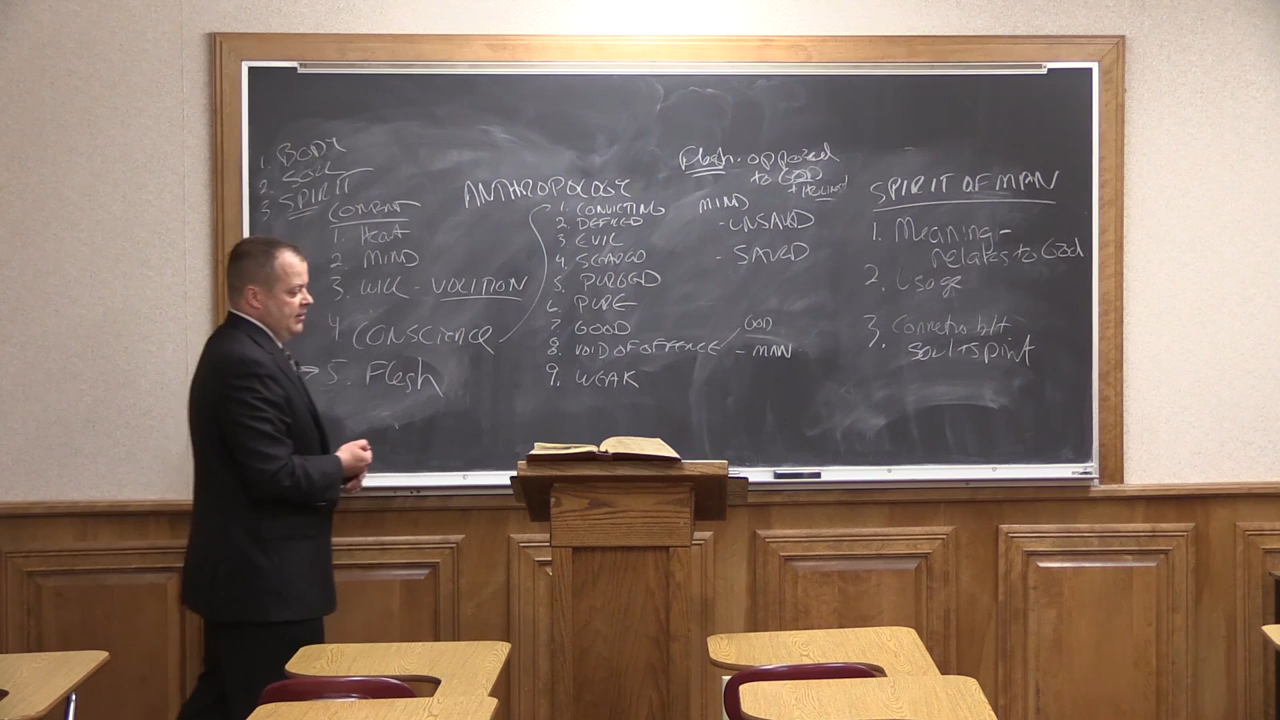 1. BODY
2. SOUL
3. SPIRIT
1. Heart
2. MIND
3. WILL - VOLITION
4. CONSCIENCE
5. Flesh
ANTHROPOLOGY
1. CONVICTING
2. DEFILED
3. EVIL
4. SEARED
5. PURGED
6. PURE
7. GOOD
8. VOID OF OFFENCE - GOD
- MAN
9. WEAK
Flesh - opposed
to GOD
MIND
- UNSAVED
- SAVED
SPIRIT OF MAN
1. Meaning -
relates to God
2. Usage
3. Connection b/t
soul + spirit